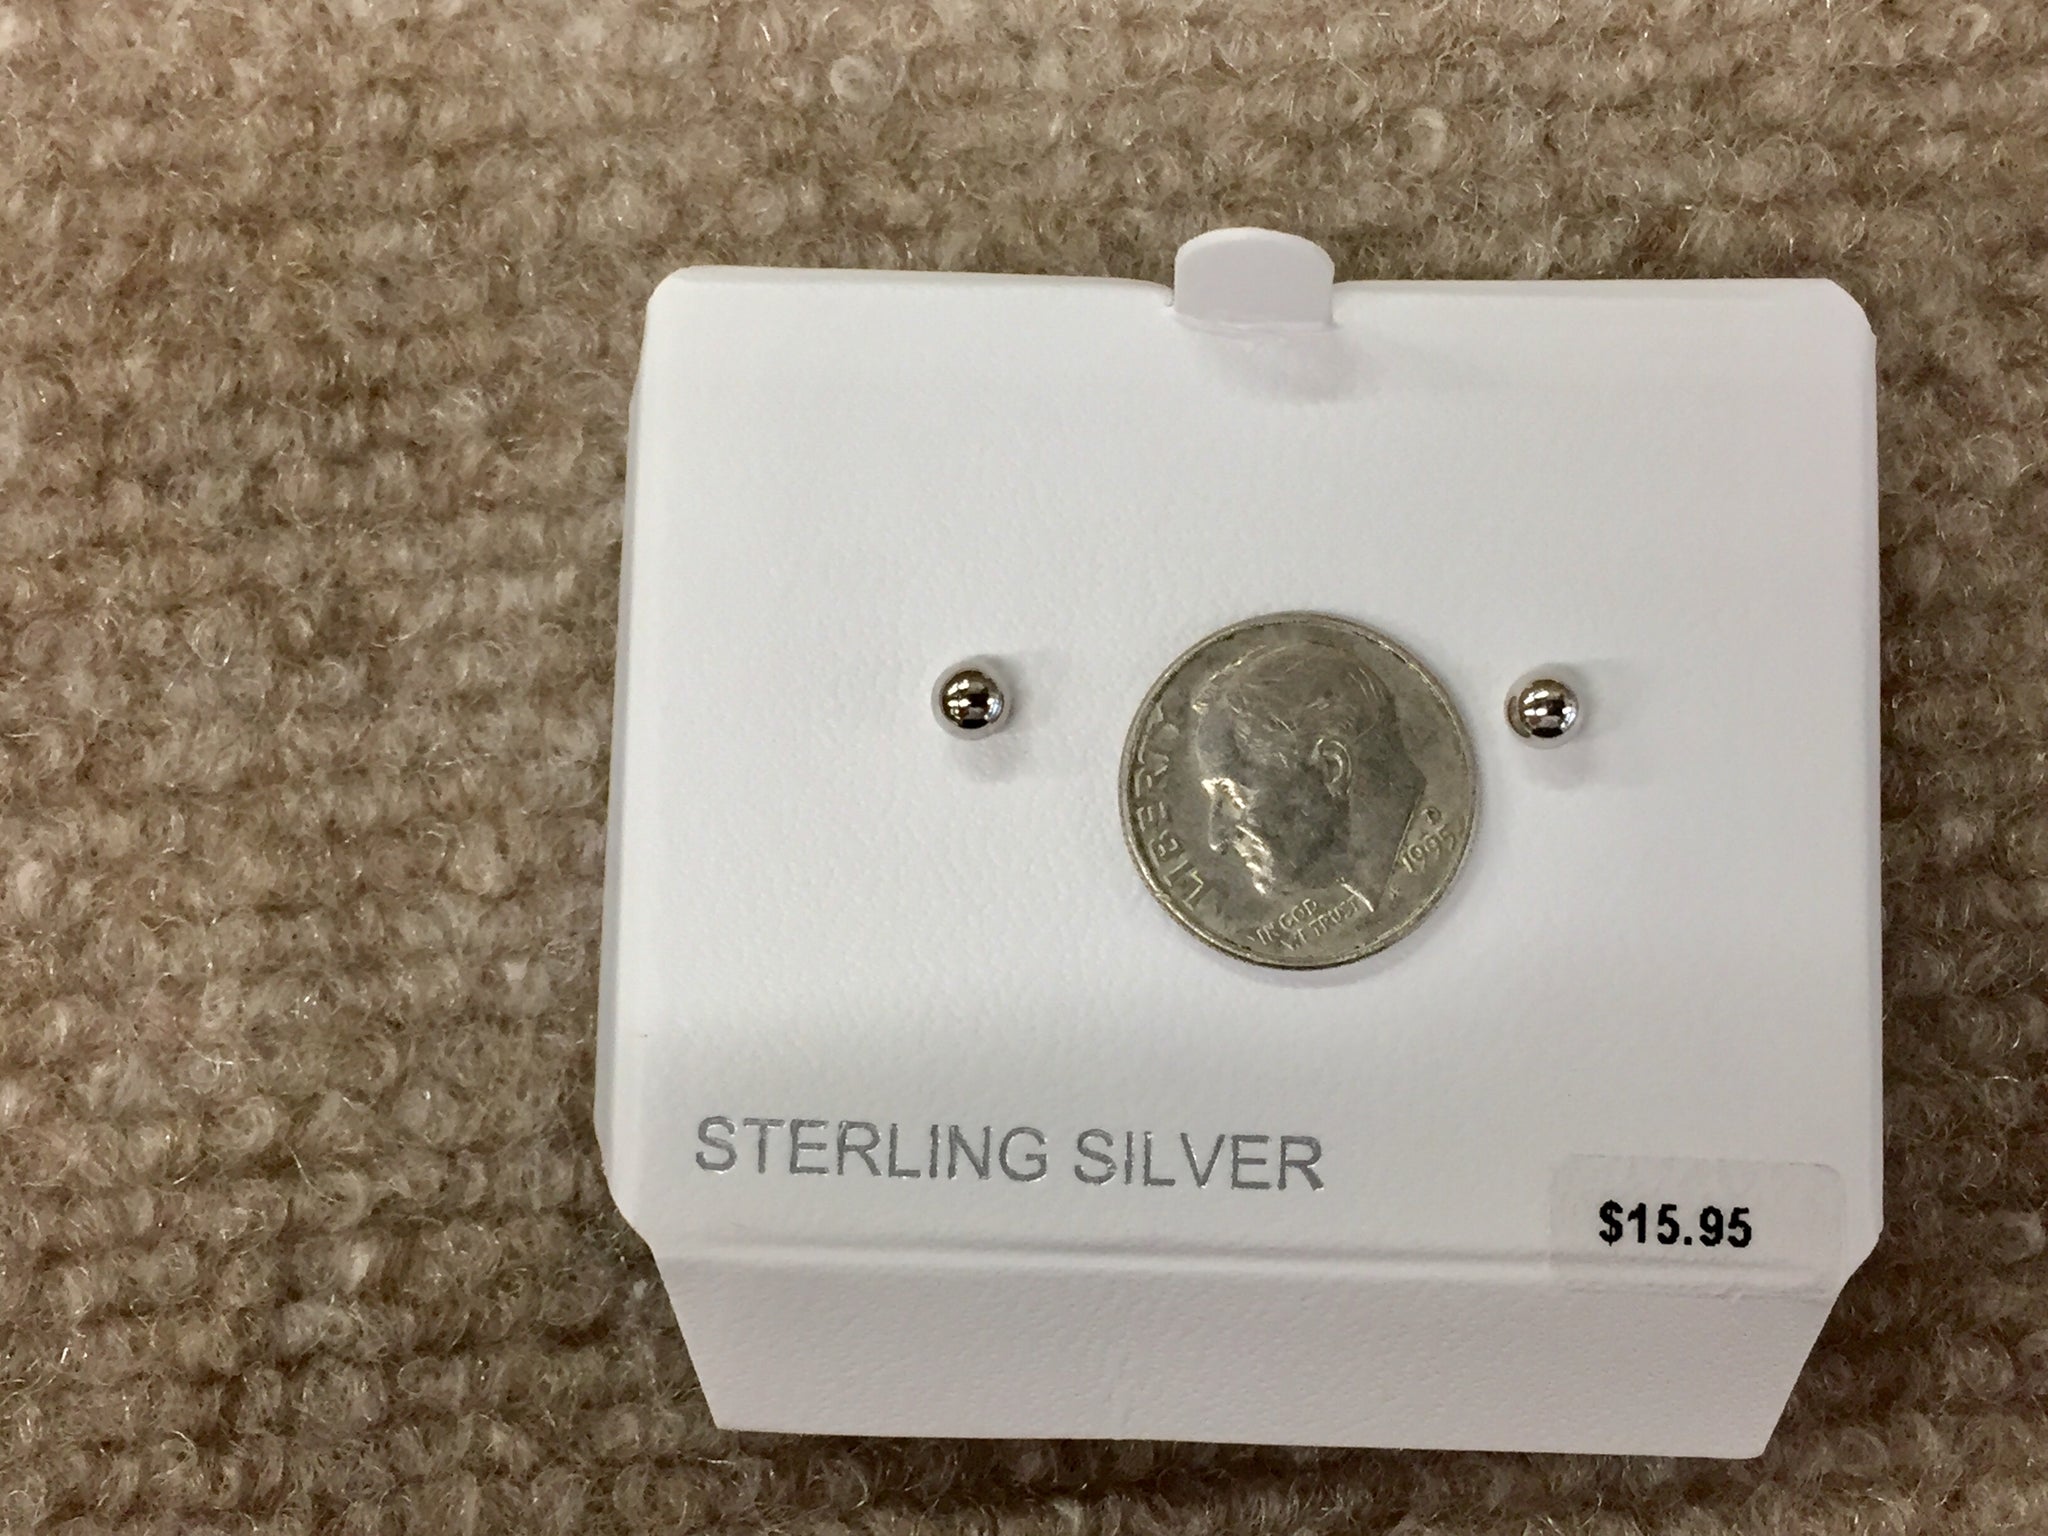 LIBERTY
IN GOD
WE TRUST
1995
D
STERLING SILVER
$15.95